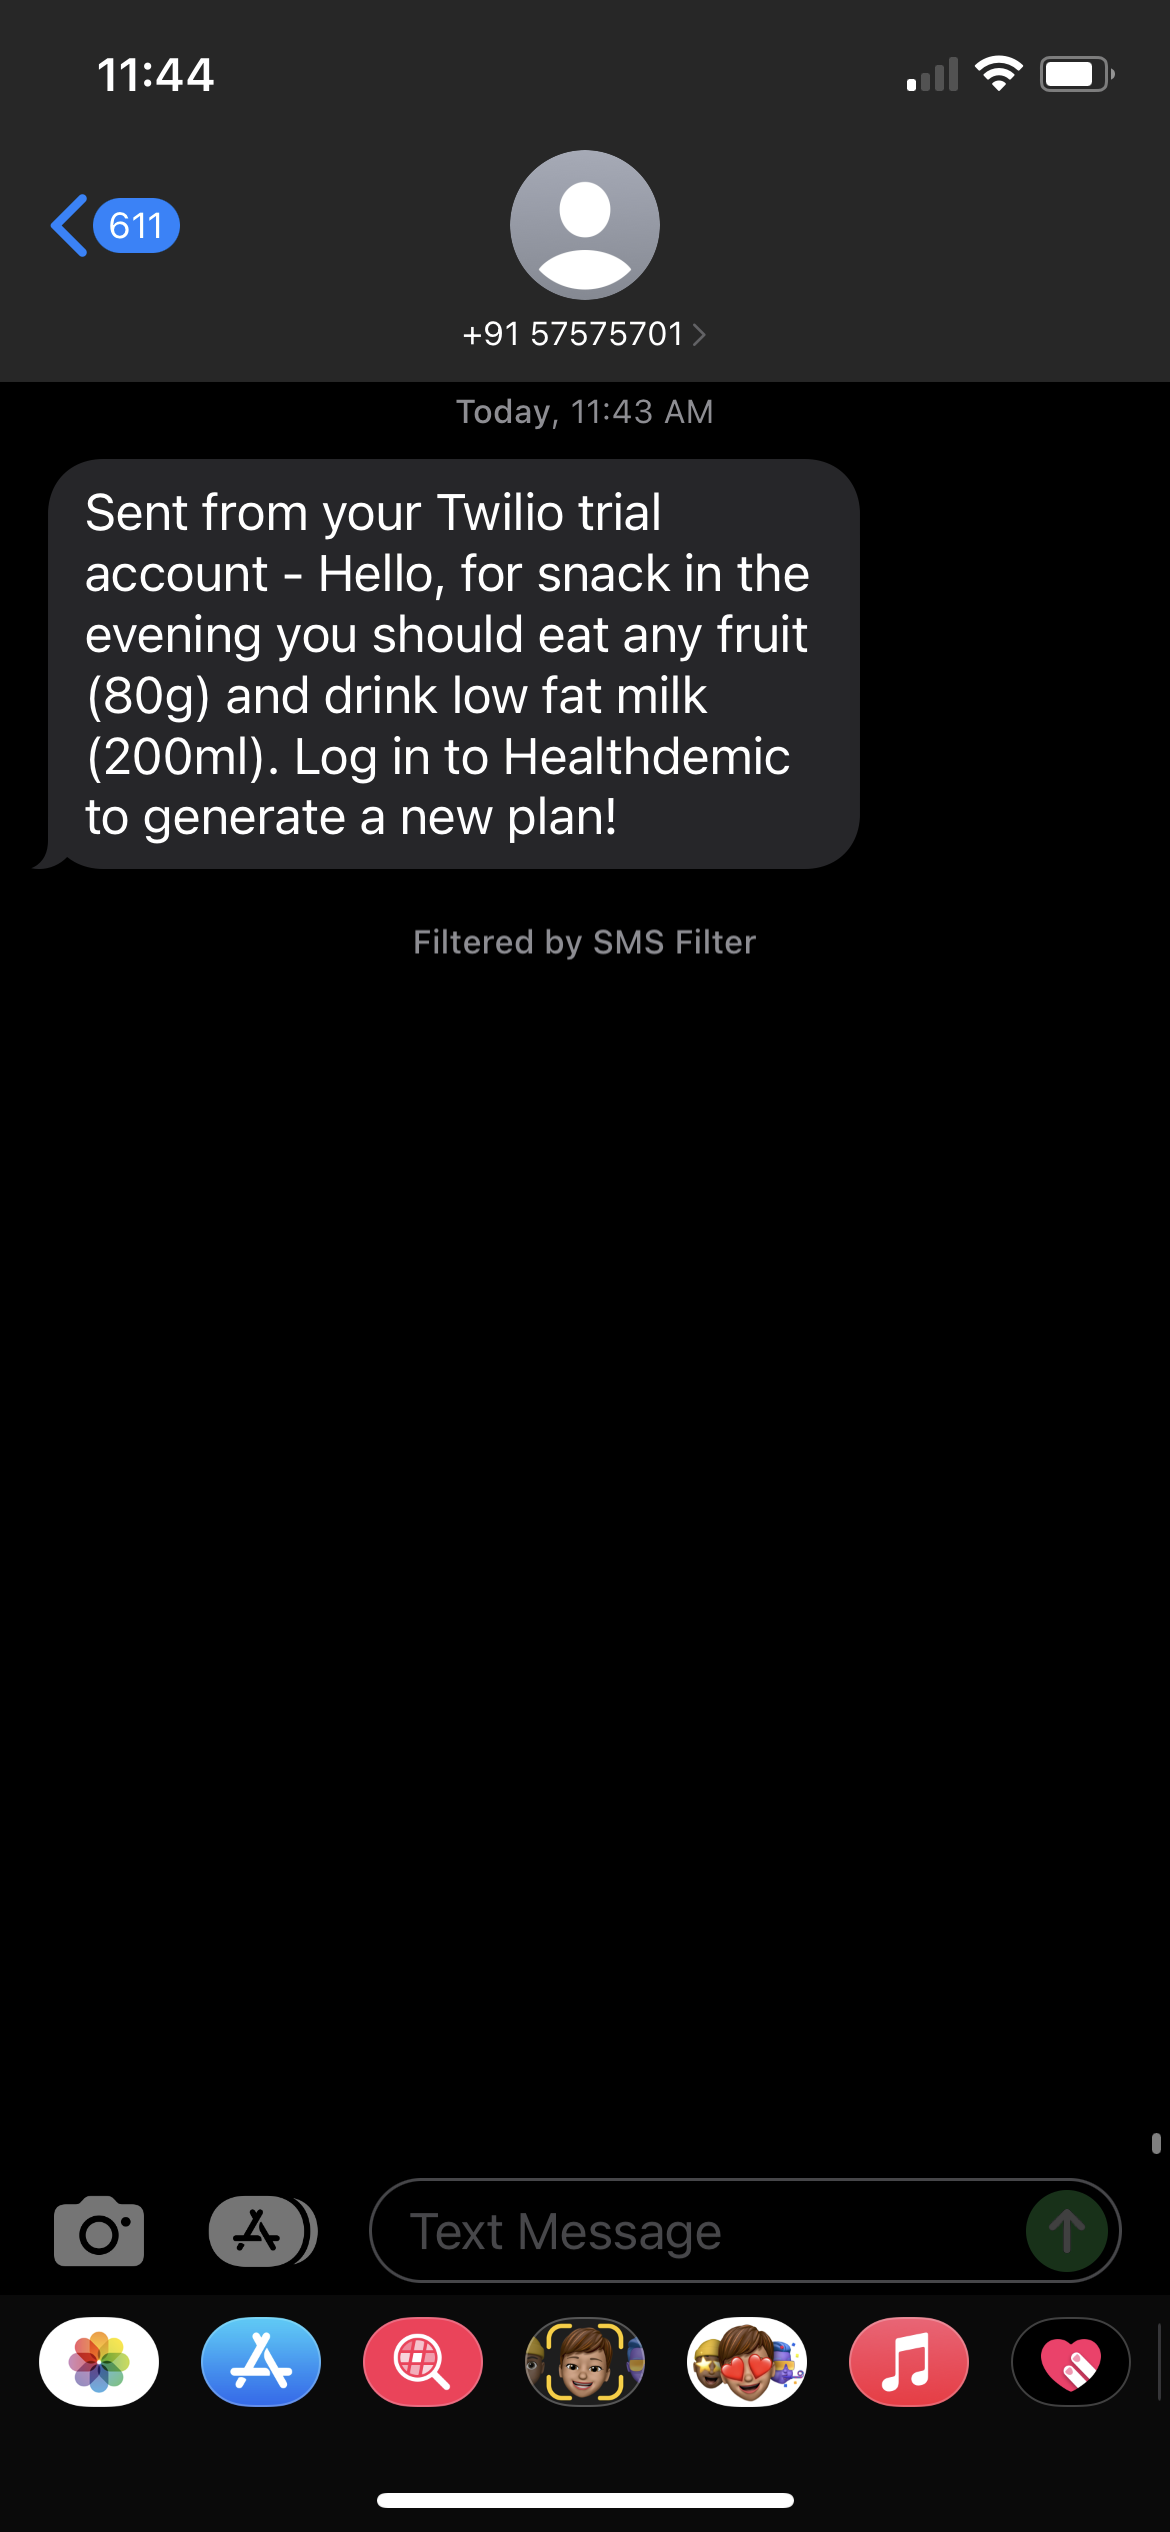 11:44
611
+91 57575701
Today, 11:43 AM
Sent from your Twilio trial
account - Hello, for snack in the
evening you should eat any fruit
(80g) and drink low fat milk
(200ml). Log in to Healthdemic
to generate a new plan!
Filtered by SMS Filter
Text Message